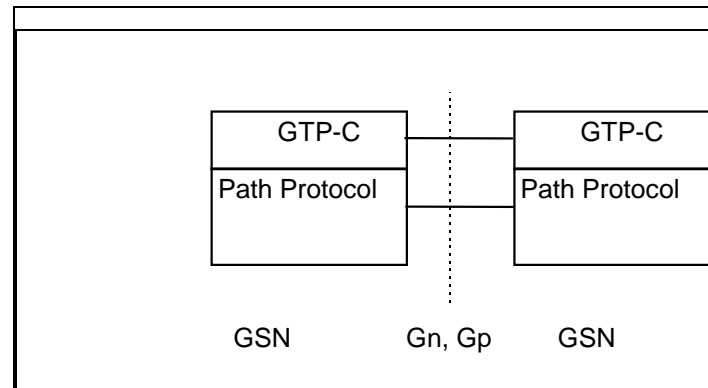 GTP-C GTP-C
Path Protocol Path Protocol
GSN Gn, Gp GSN